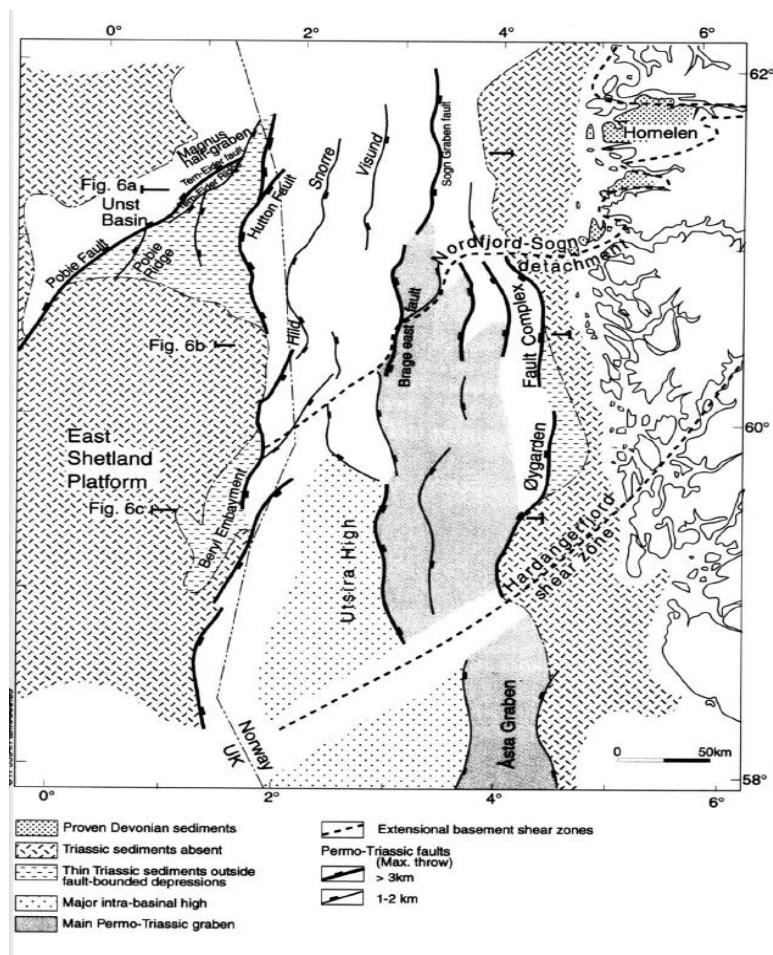 0° 2° 4° 6°
62°
Hornelen
Magnus
half-graben
Tern-Eider fault
Tern-Eider Ridge
Fig. 6a
Unst
Basin
Pobie Fault
Pobie
Ridge
Hutton Fault
Snorre
Visund
Sogn Graben fault
Nordfjord-Sogn
detachment
Fig. 6b
Hild
Brage east fault
Fault Complex
60°
East
Shetland
Platform
Øygarden
Fig. 6c
Beryl Embayment
Utsira High
Hardangerfjord
shear zone
Norway
UK
Åsta Graben
0 50km
58°
0° 2° 4° 6°
Proven Devonian sediments
Triassic sediments absent
Thin Triassic sediments outside
fault-bounded depressions
Major intra-basinal high
Main Permo-Triassic graben
Extensional basement shear zones
Permo-Triassic faults
(Max. throw)
> 3km
1-2 km